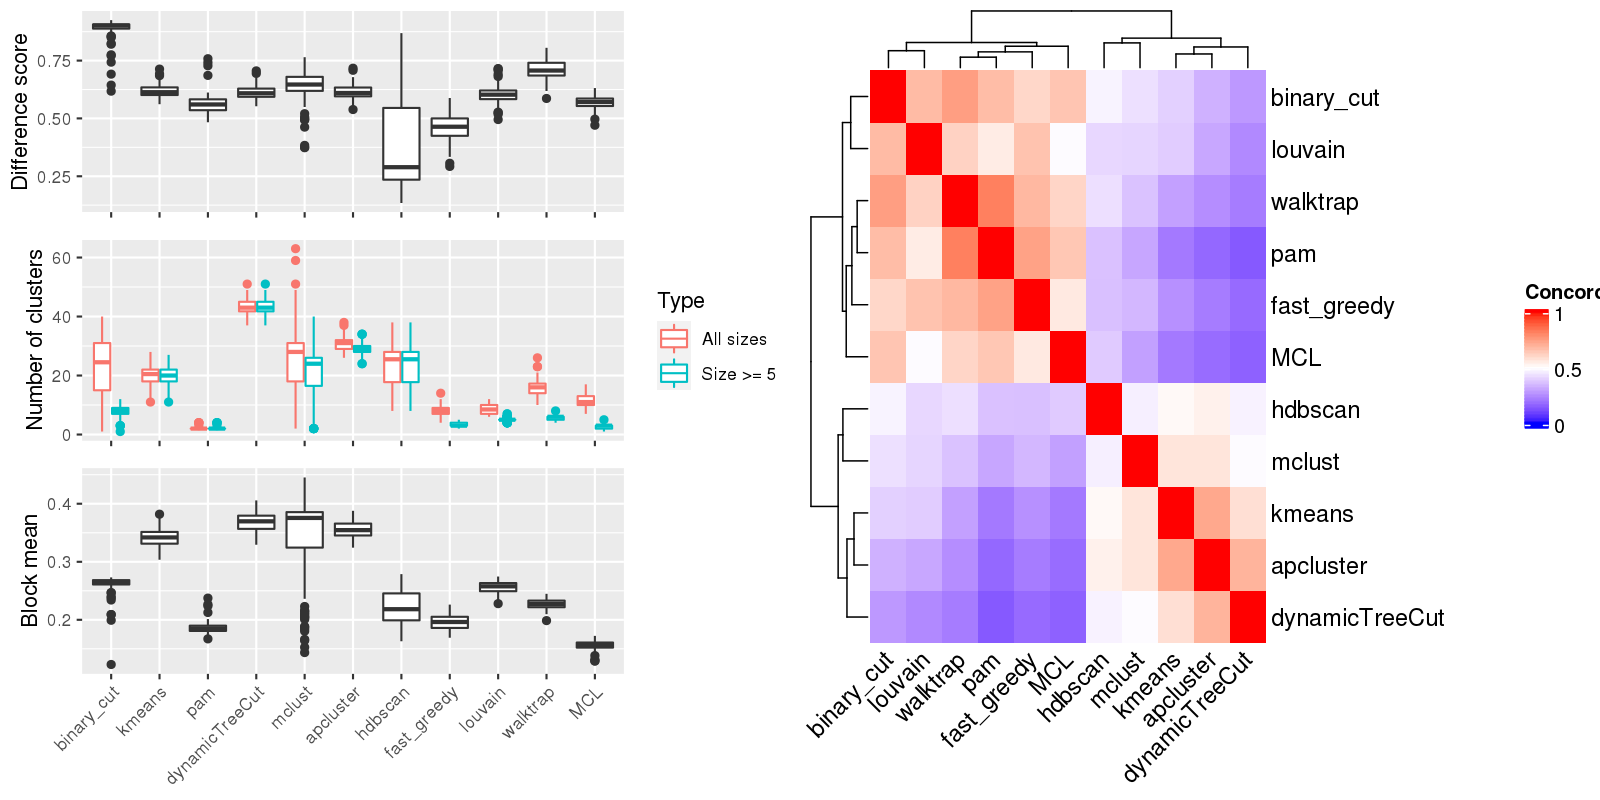 Difference score
0.75
0.50
0.25
Number of clusters
60
40
20
0
Block mean
0.4
0.3
0.2
binary_cut
kmeans
pam
dynamicTreeCut
mclust
apcluster
hdbscan
fast_greedy
louvain
walktrap
MCL
Type
All sizes
Size >= 5
binary_cut
louvain
walktrap
pam
fast_greedy
MCL
hdbscan
mclust
kmeans
apcluster
dynamicTreeCut
binary_cut
louvain
walktrap
pam
fast_greedy
MCL
hdbscan
mclust
kmeans
apcluster
dynamicTreeCut
Concord
1
0.5
0